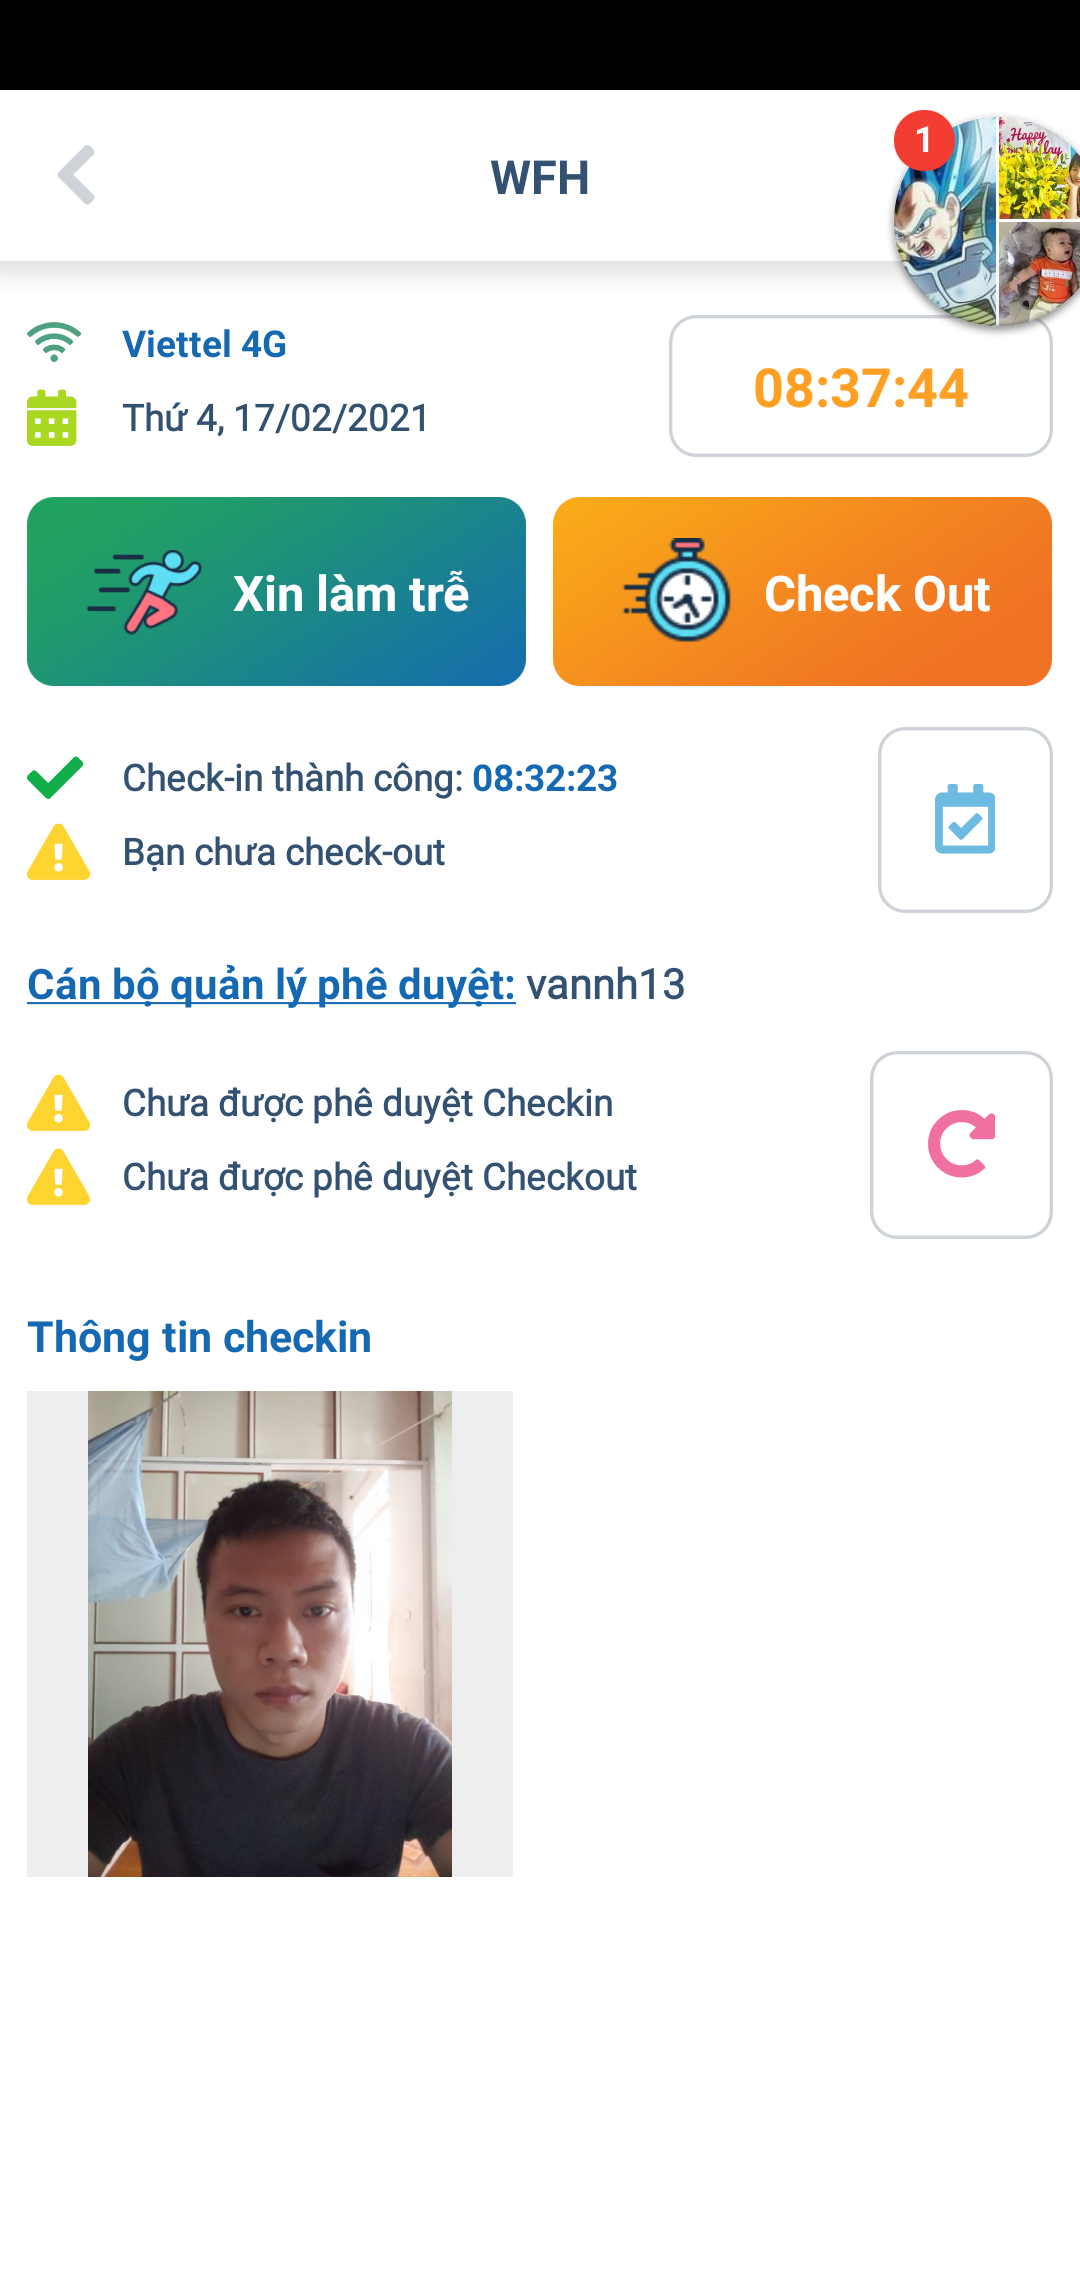 WFH
1
Happy
Viettel 4G
Thứ 4, 17/02/2021
08:37:44
Xin làm trễ
Check Out
Check-in thành công: 08:32:23
Bạn chưa check-out
Cán bộ quản lý phê duyệt: vannh13
Chưa được phê duyệt Checkin
Chưa được phê duyệt Checkout
Thông tin checkin